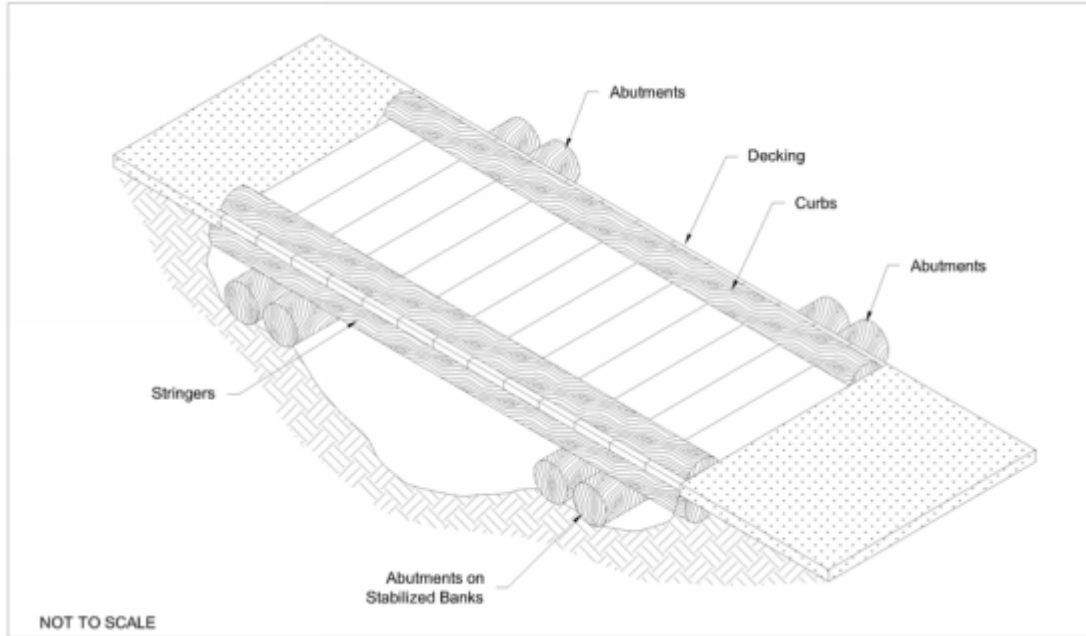 Abutments
Decking
Curbs
Abutments
Stringers
Abutments on
Stabilized Banks
NOT TO SCALE